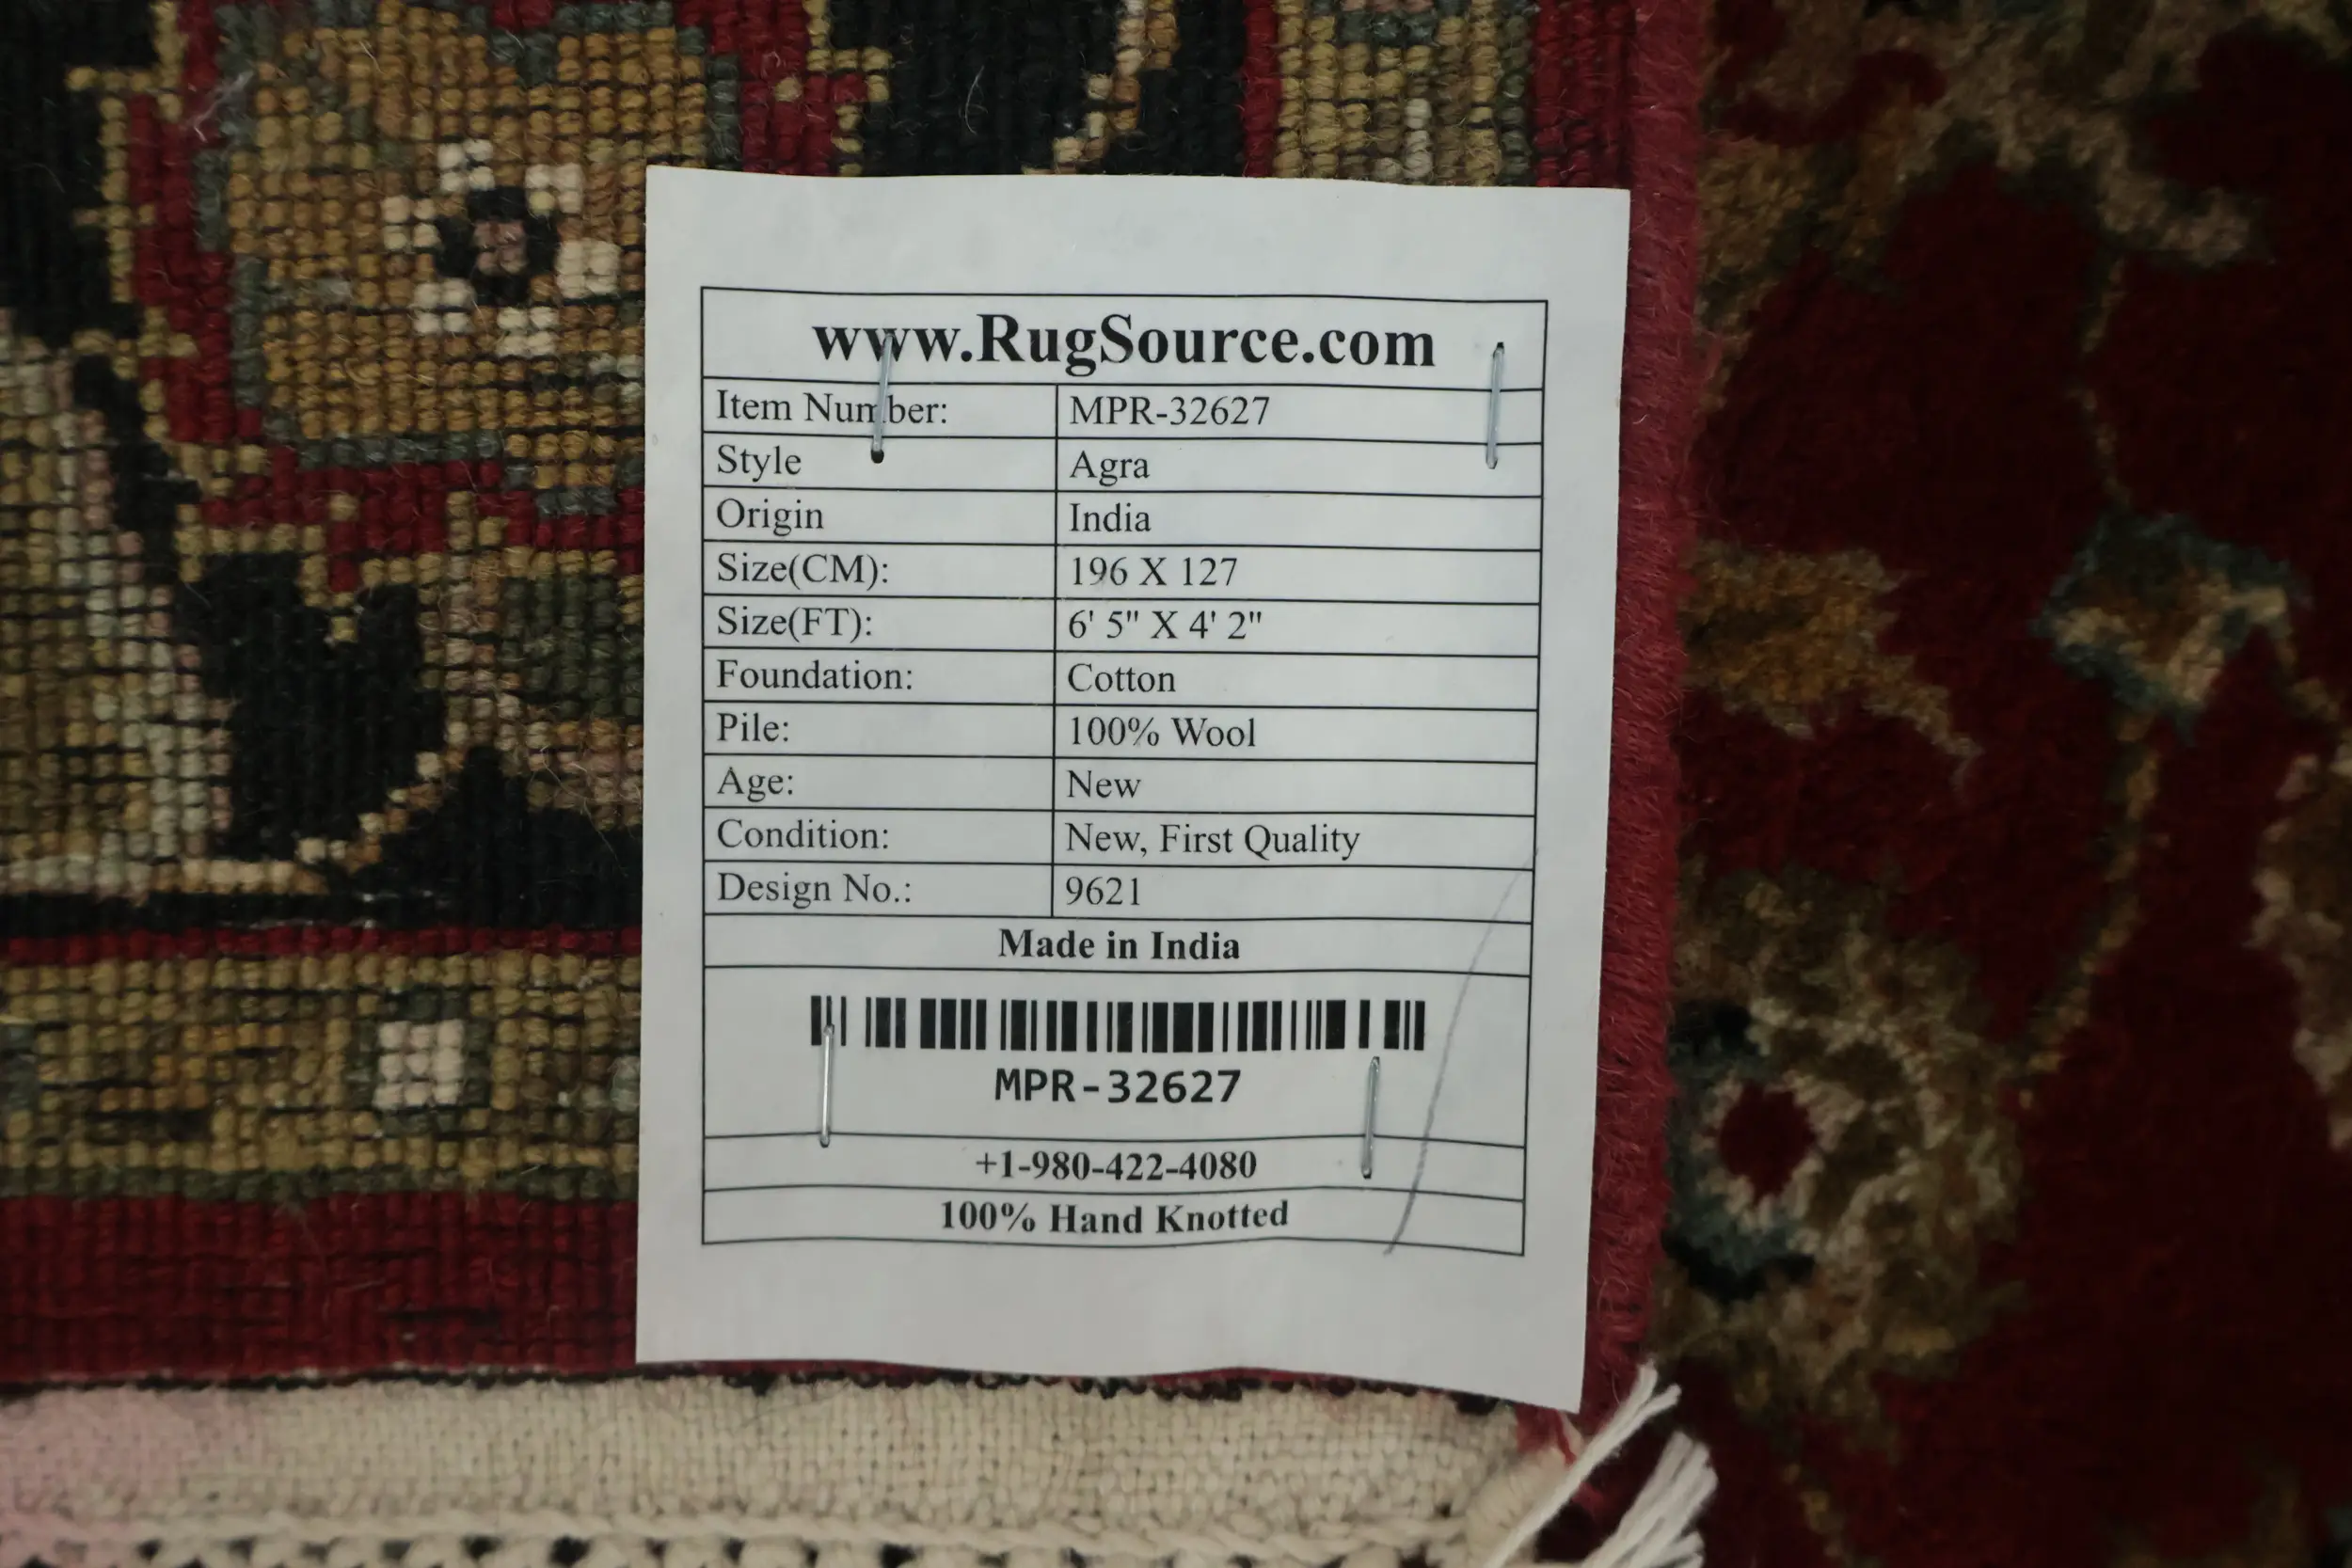 www.RugSource.com
Item Number: MPR-32627
Style Agra
Origin India
Size(CM): 196 X 127
Size(FT): 6' 5" X 4' 2"
Foundation: Cotton
Pile: 100% Wool
Age: New
Condition: New, First Quality
Design No.: 9621
Made in India
MPR-32627
+1-980-422-4080
100% Hand Knotted